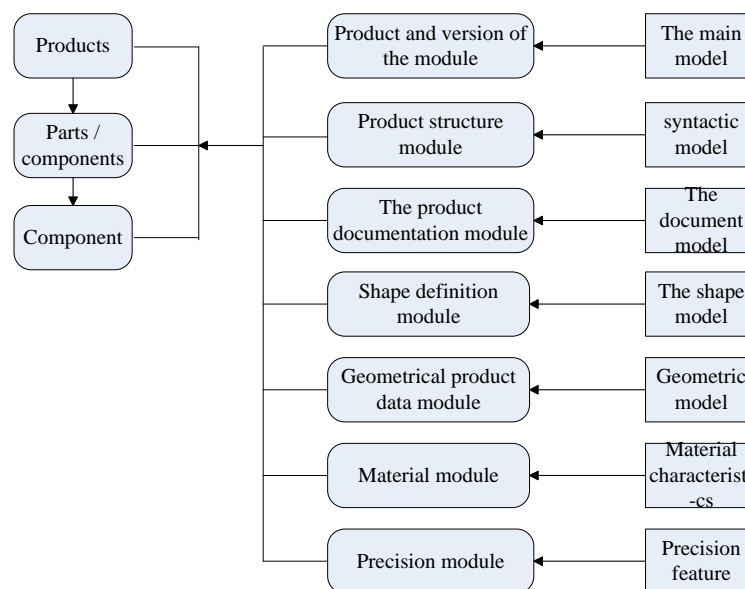 Products
Parts /
components
Component
Product and version of
the module
Product structure
module
The product
documentation module
Shape definition
module
Geometrical product
data module
Material module
Precision module
The main
model
syntactic
model
The
document
model
The shape
model
Geometric
model
Material
characterist
-cs
Precision
feature